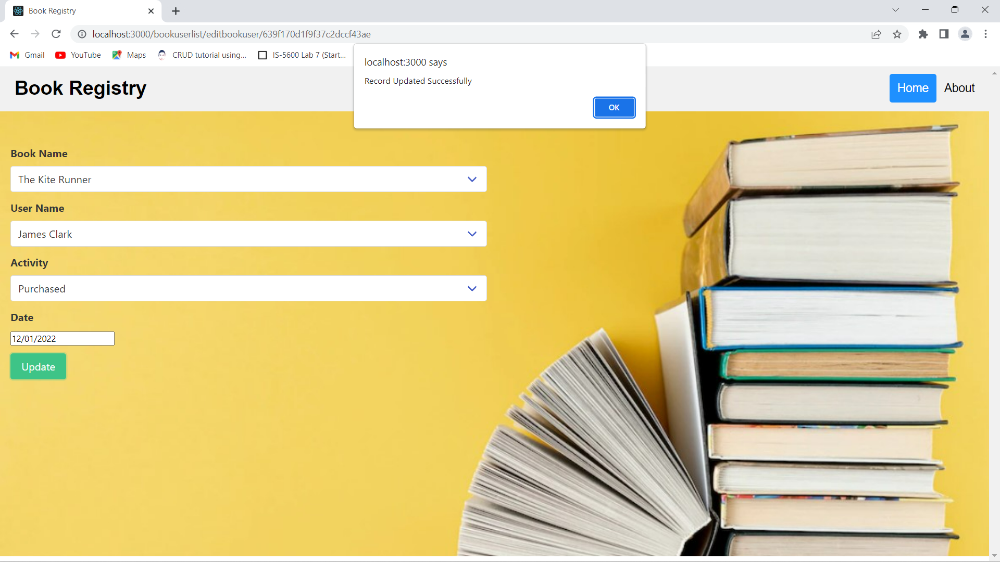 Book Registry
localhost:3000/bookuserlist/editbookuser/639f170d1f9f37c2dccf43ae
Gmail YouTube Maps CRUD tutorial using... IS-5600 Lab 7 (Start...
localhost:3000 says
Record Updated Successfully
OK
Book Registry
Home About
Book Name
The Kite Runner
User Name
James Clark
Activity
Purchased
Date
12/01/2022
Update